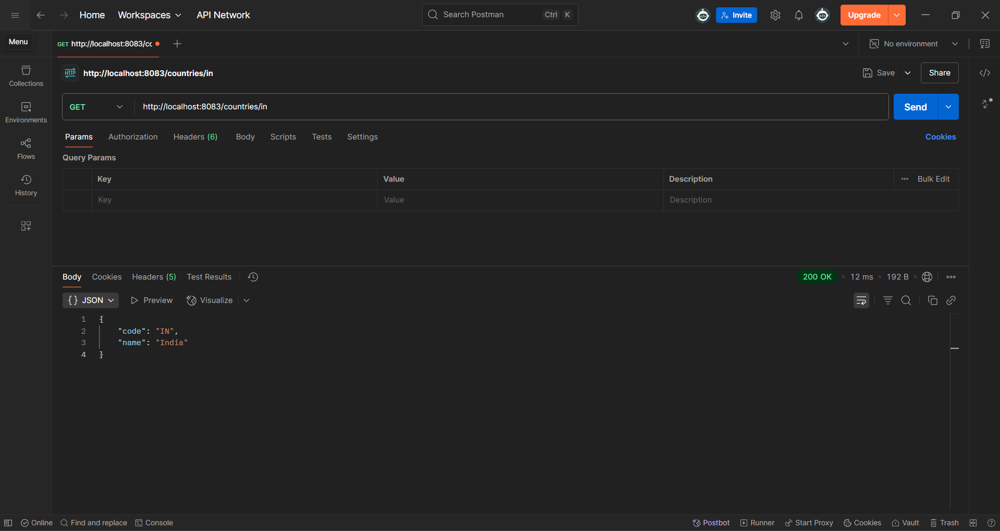 Home Workspaces API Network Search Postman Ctrl K Invite Upgrade
Menu
GET http://localhost:8083/cc No environment
HTTP http://localhost:8083/countries/in Save Share
Collections
GET http://localhost:8083/countries/in Send
Environments
Params Authorization Headers (6) Body Scripts Tests Settings Cookies
Flows
Query Params
Key Value Description Bulk Edit
History
Key Value Description
Body Cookies Headers (5) Test Results 200 OK 12 ms 192 B
{} JSON Preview Visualize
1 {
2 "code": "IN",
3 "name": "India"
4 }
Online Find and replace Console Postbot Runner Start Proxy Cookies Vault Trash